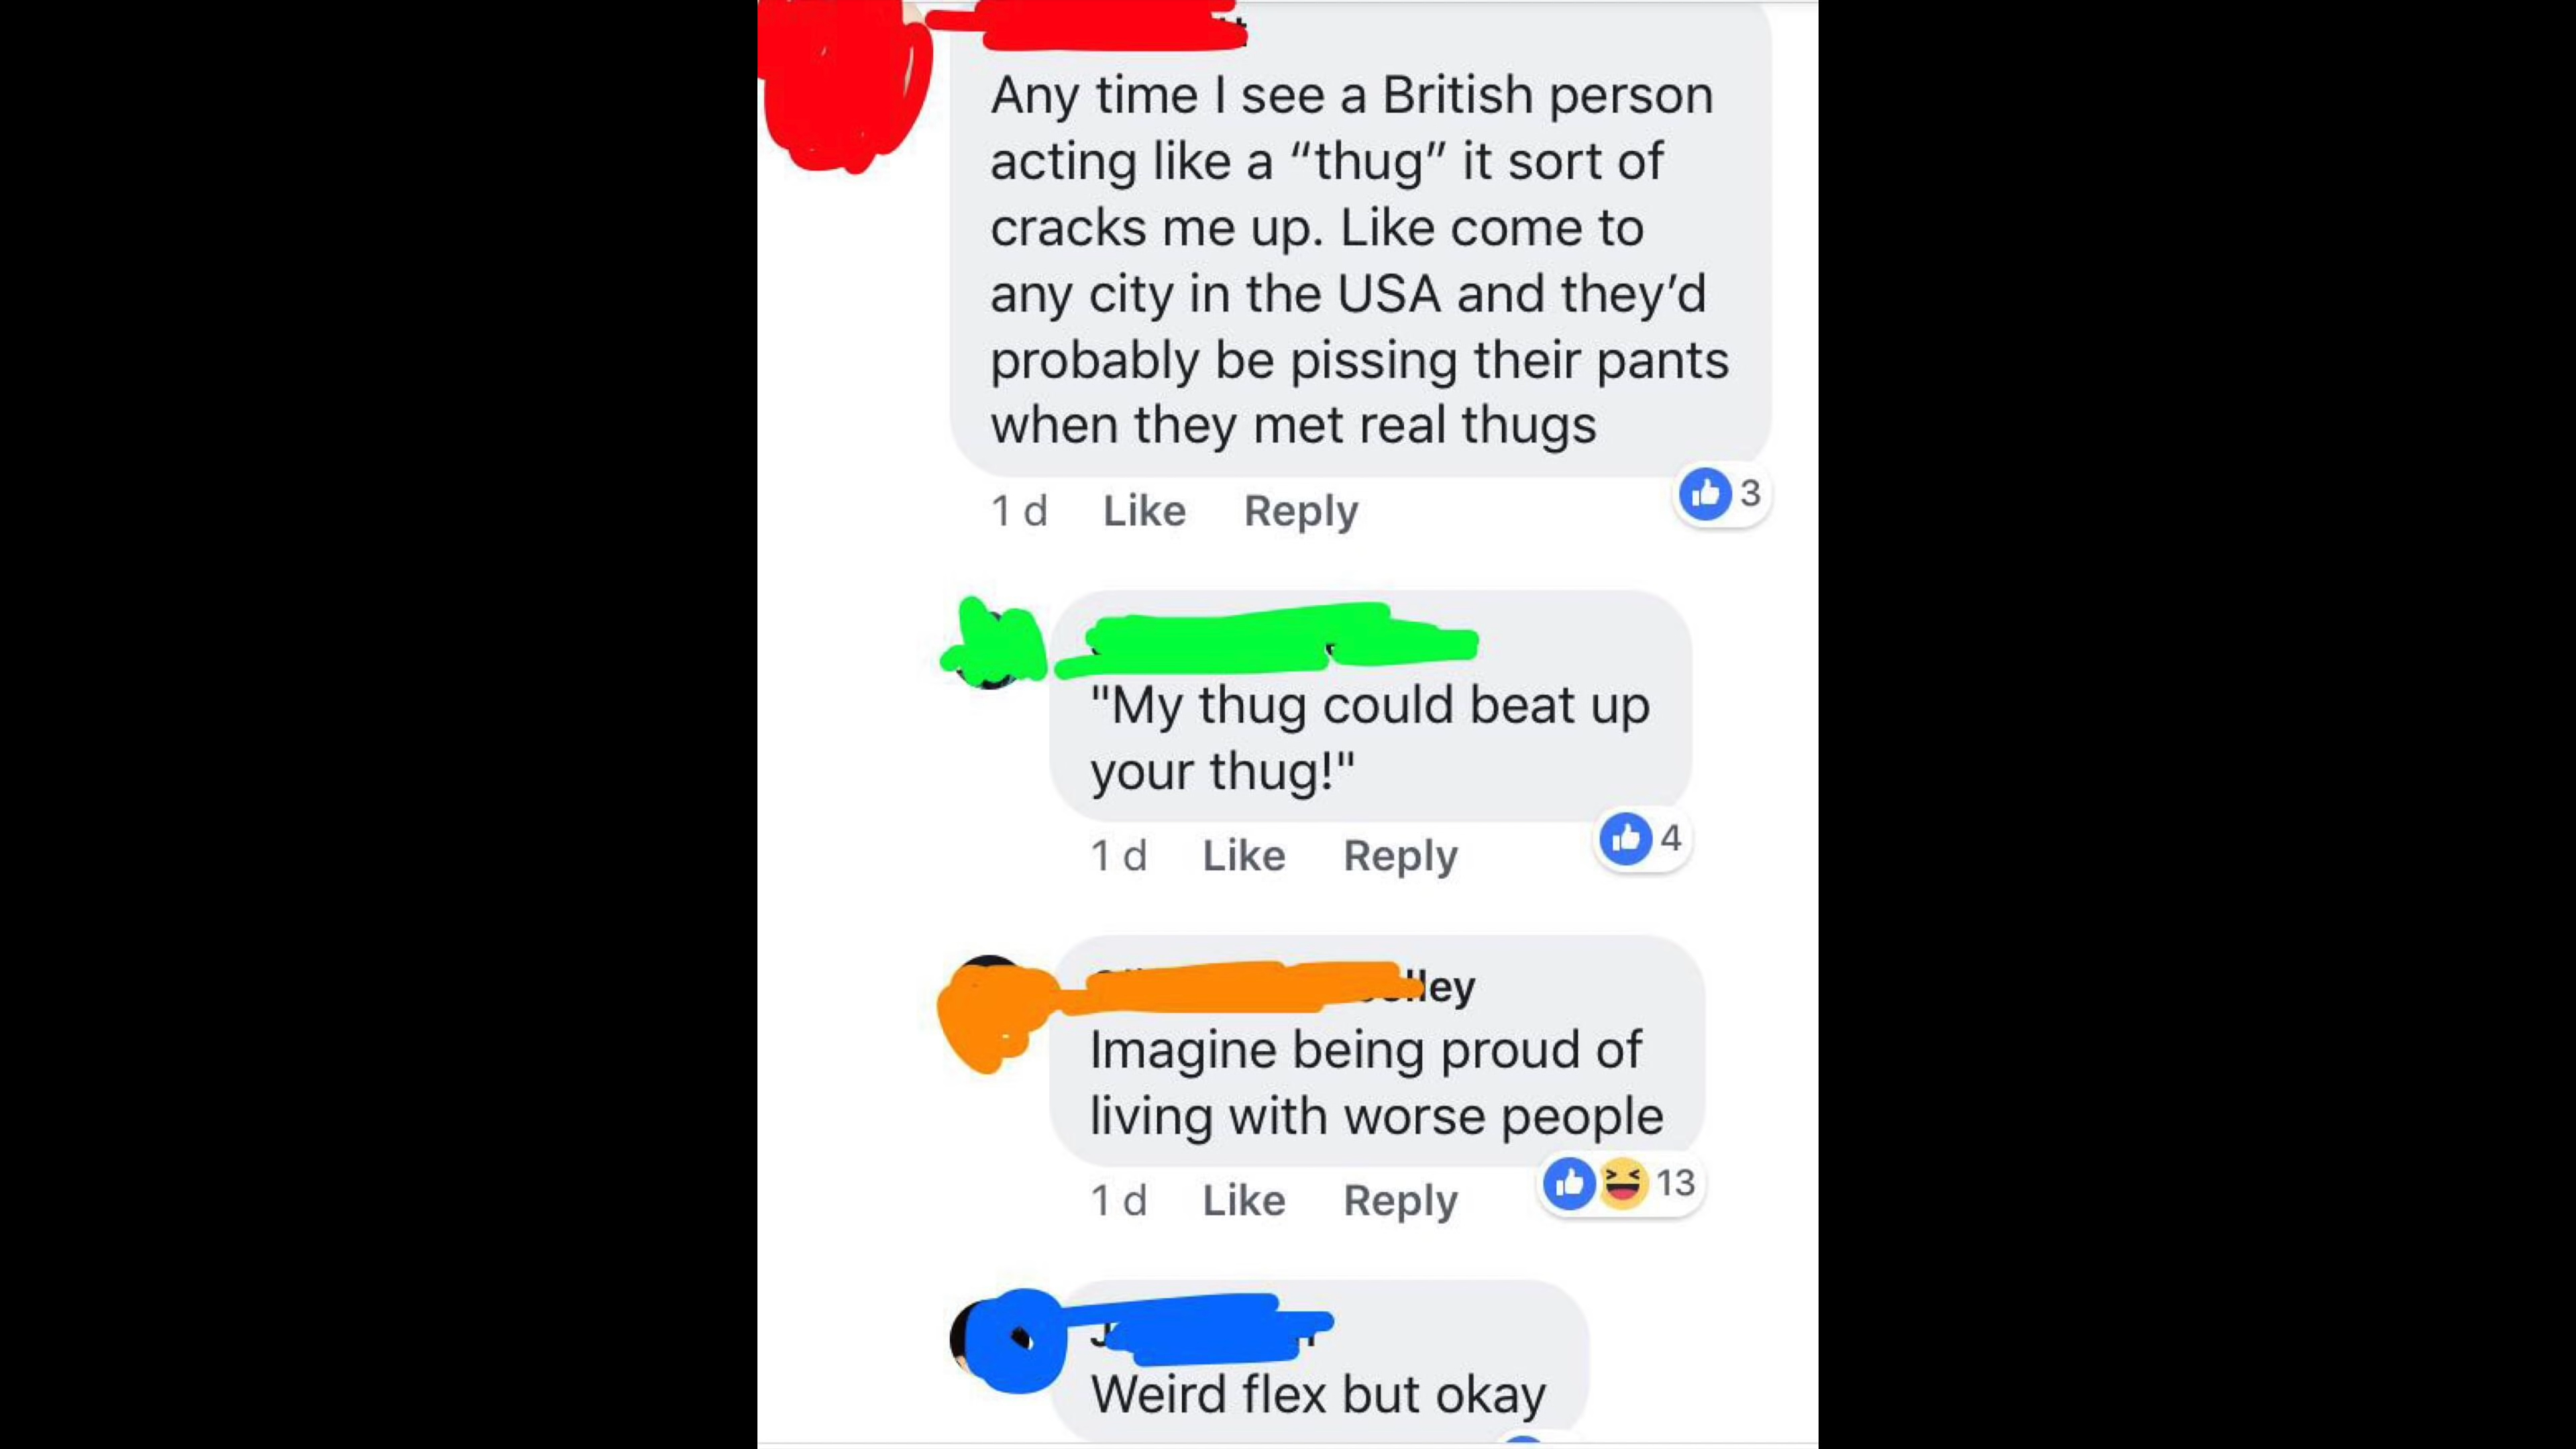 Any time I see a British person
acting like a “thug” it sort of
cracks me up. Like come to
any city in the USA and they’d
probably be pissing their pants
when they met real thugs
1 d Like Reply 3
"My thug could beat up
your thug!"
1 d Like Reply 4
Imagine being proud of
living with worse people
1 d Like Reply 13
Weird flex but okay